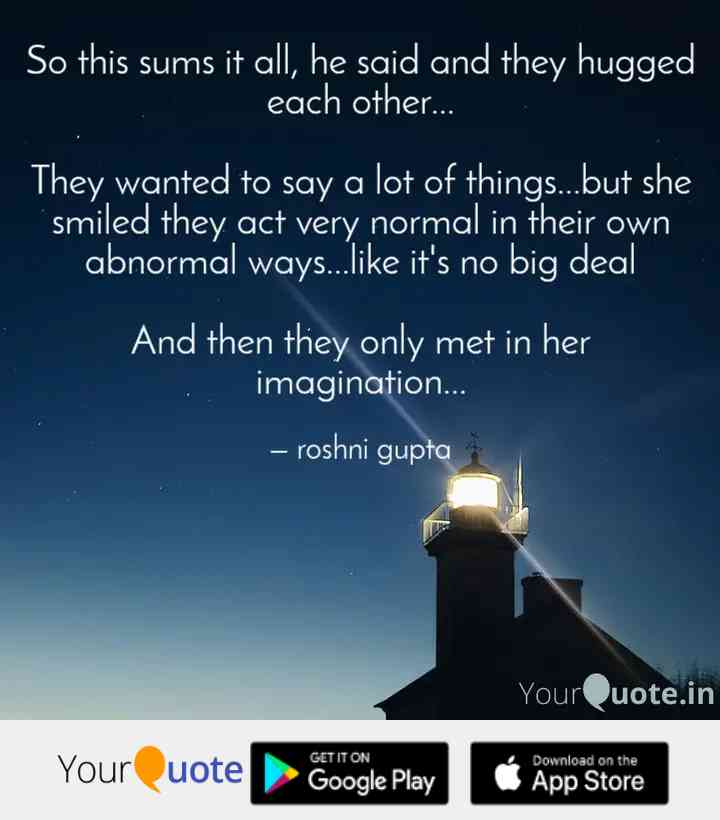 So this sums it all, he said and they hugged
each other...
They wanted to say a lot of things...but she
smiled they act very normal in their own
abnormal ways...like it's no big deal
And then they only met in her
imagination...
– roshni gupta
YourQuote.in
YourQuote
GET IT ON
Google Play
Download on the
App Store